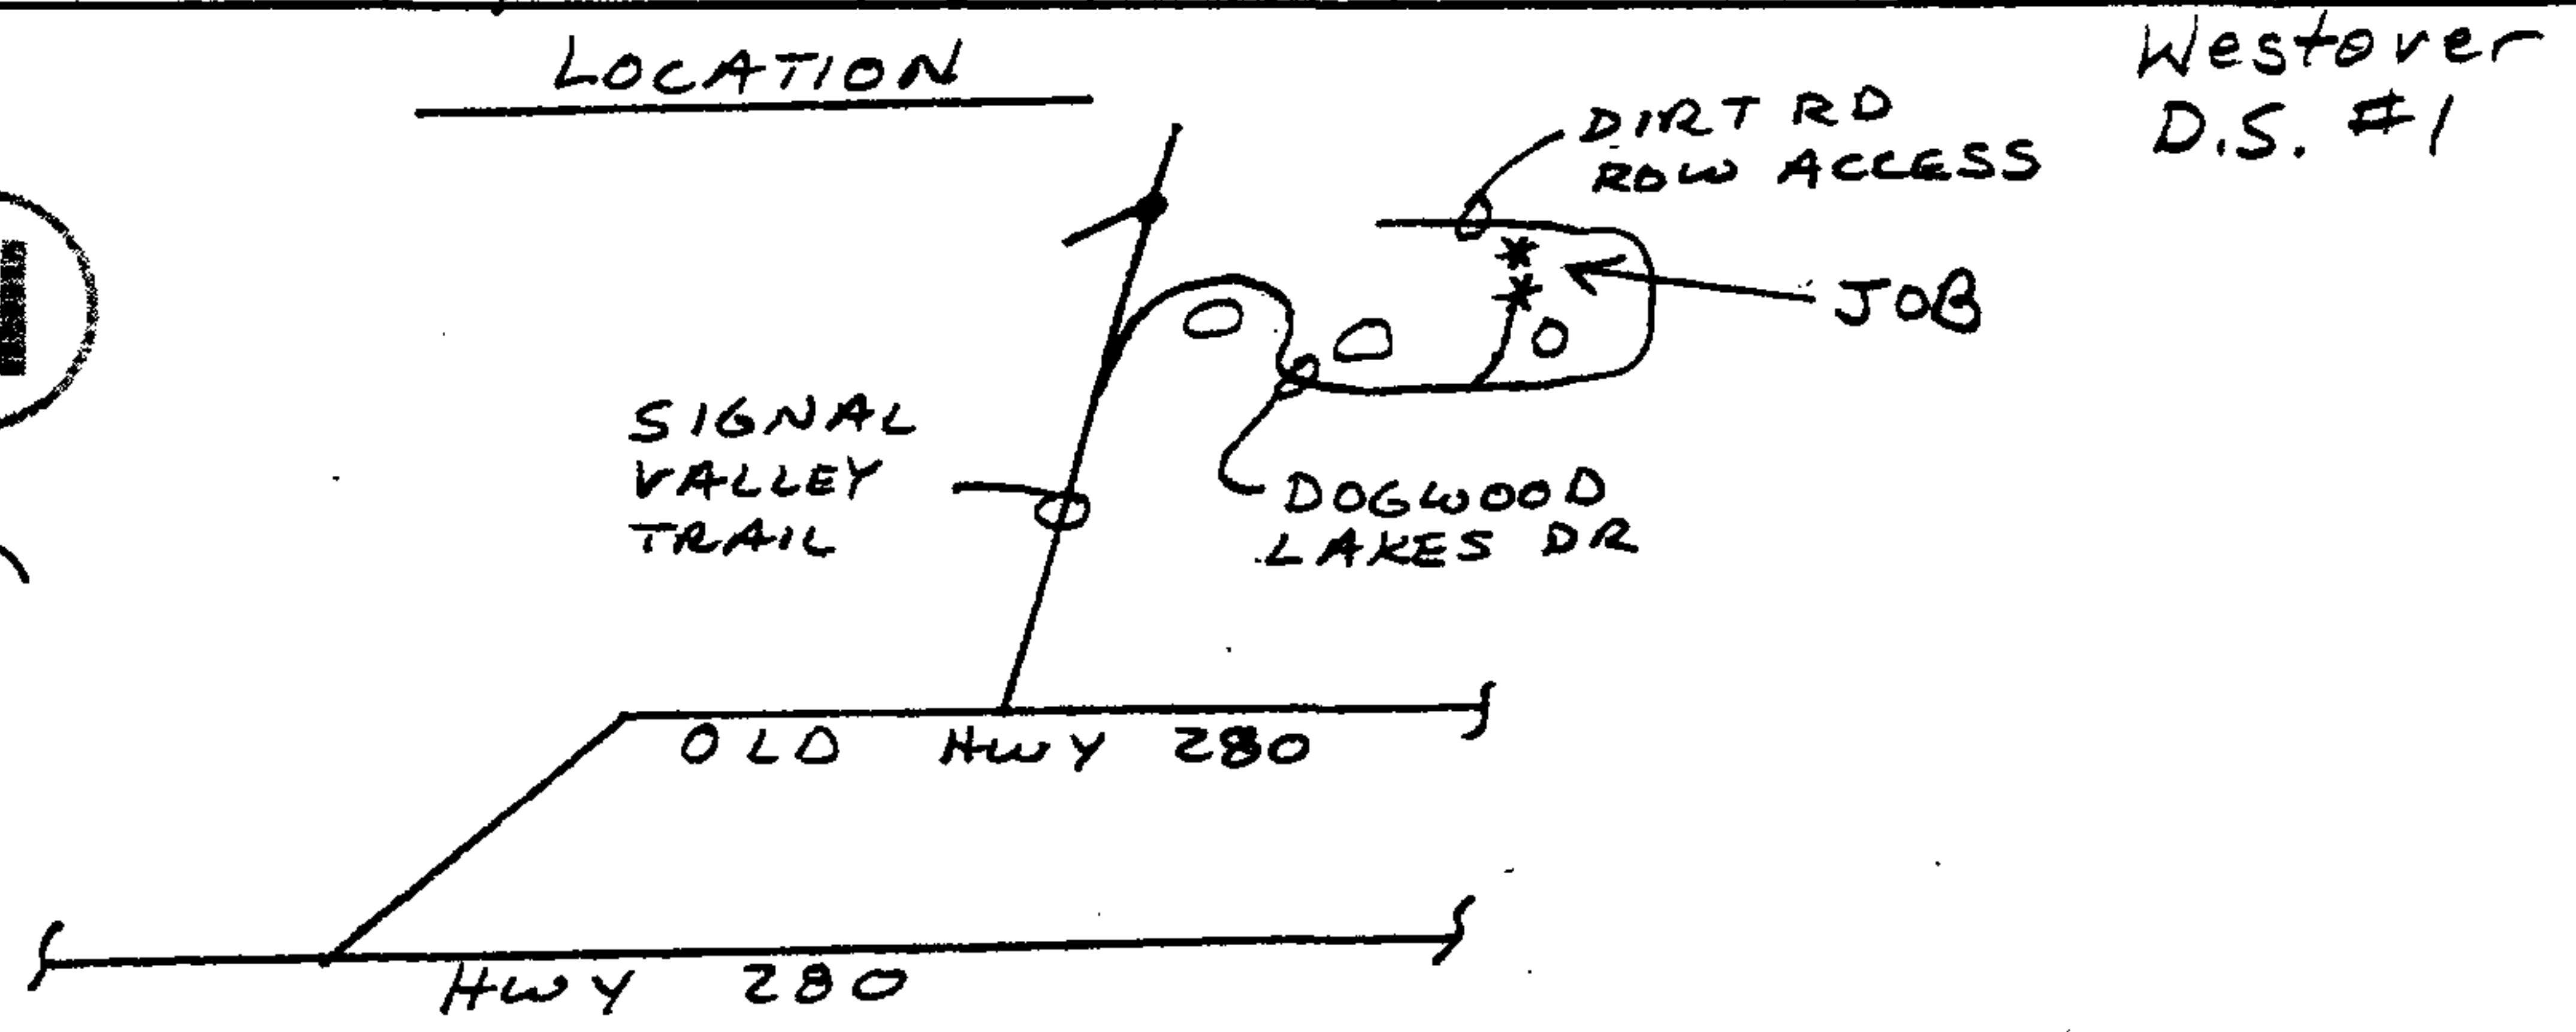 LOCATION
Westover
D.S. #1
DIRT RD
ROW ACCESS
JOB
SIGNAL
VALLEY
TRAIL
DOGWOOD
LAKES DR
OLD HWY 280
HWY 280